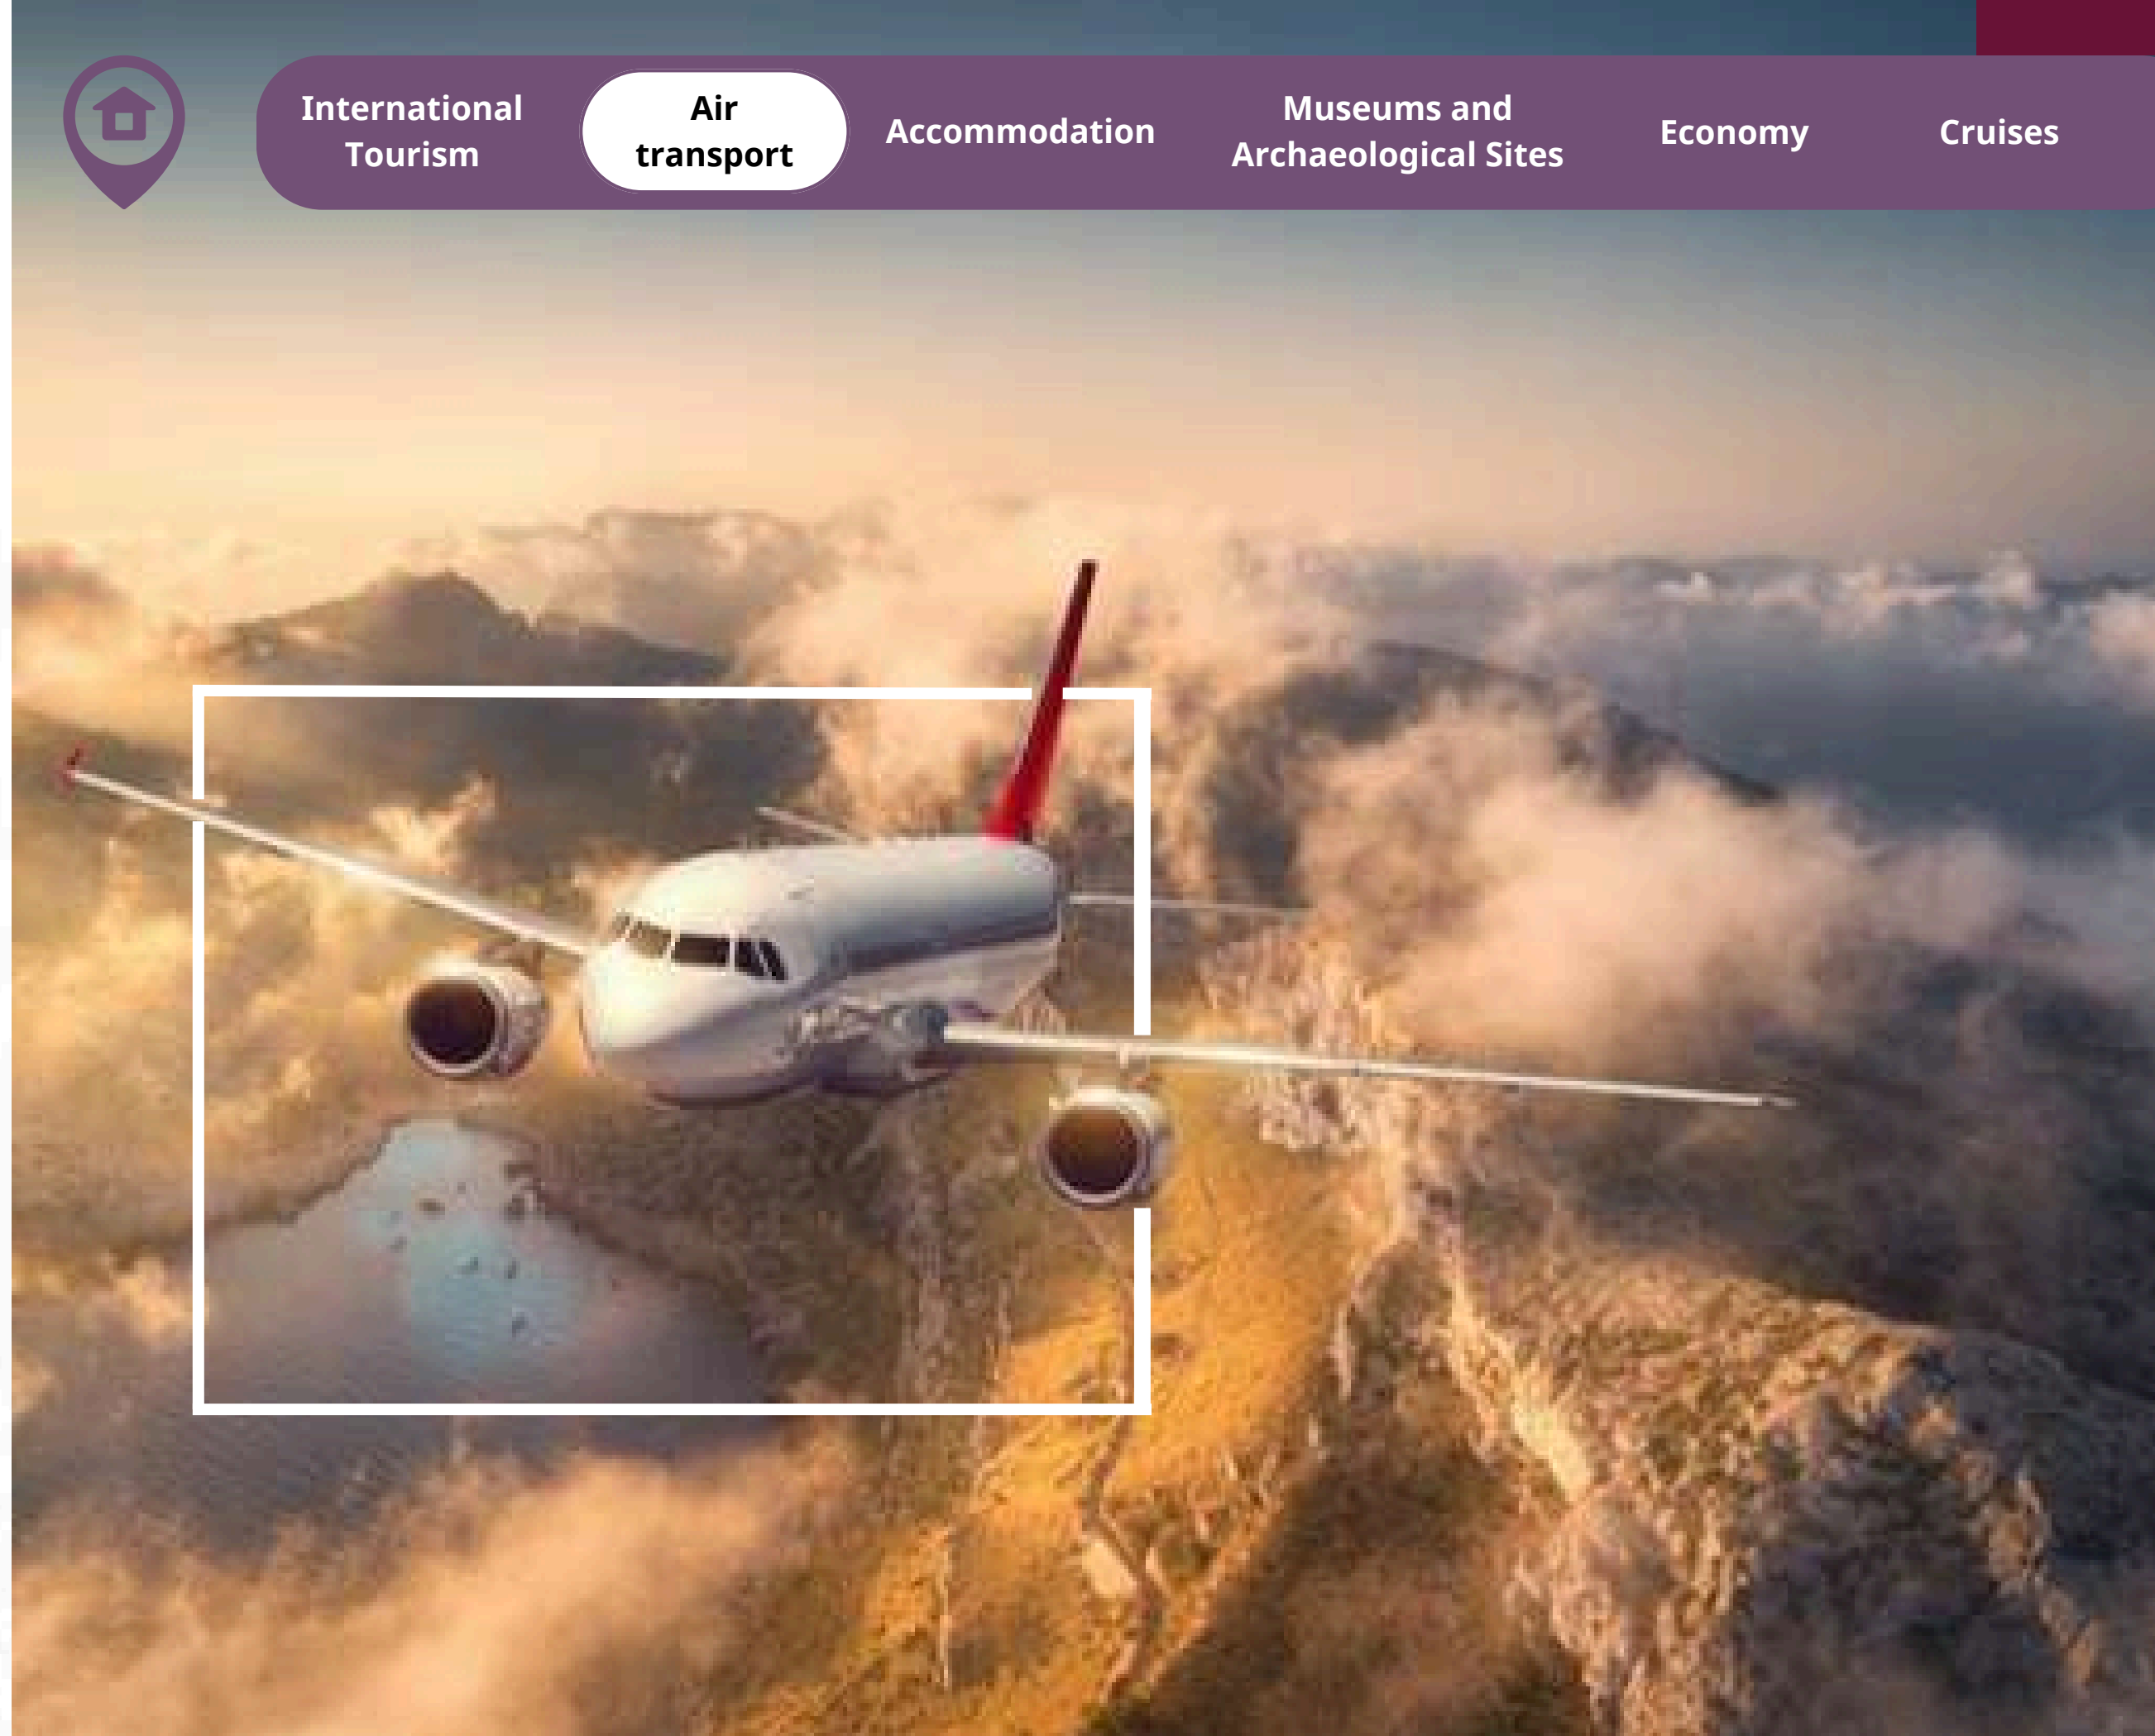 International
Tourism
Air
transport
Accommodation
Museums and
Archaeological Sites
Economy
Cruises